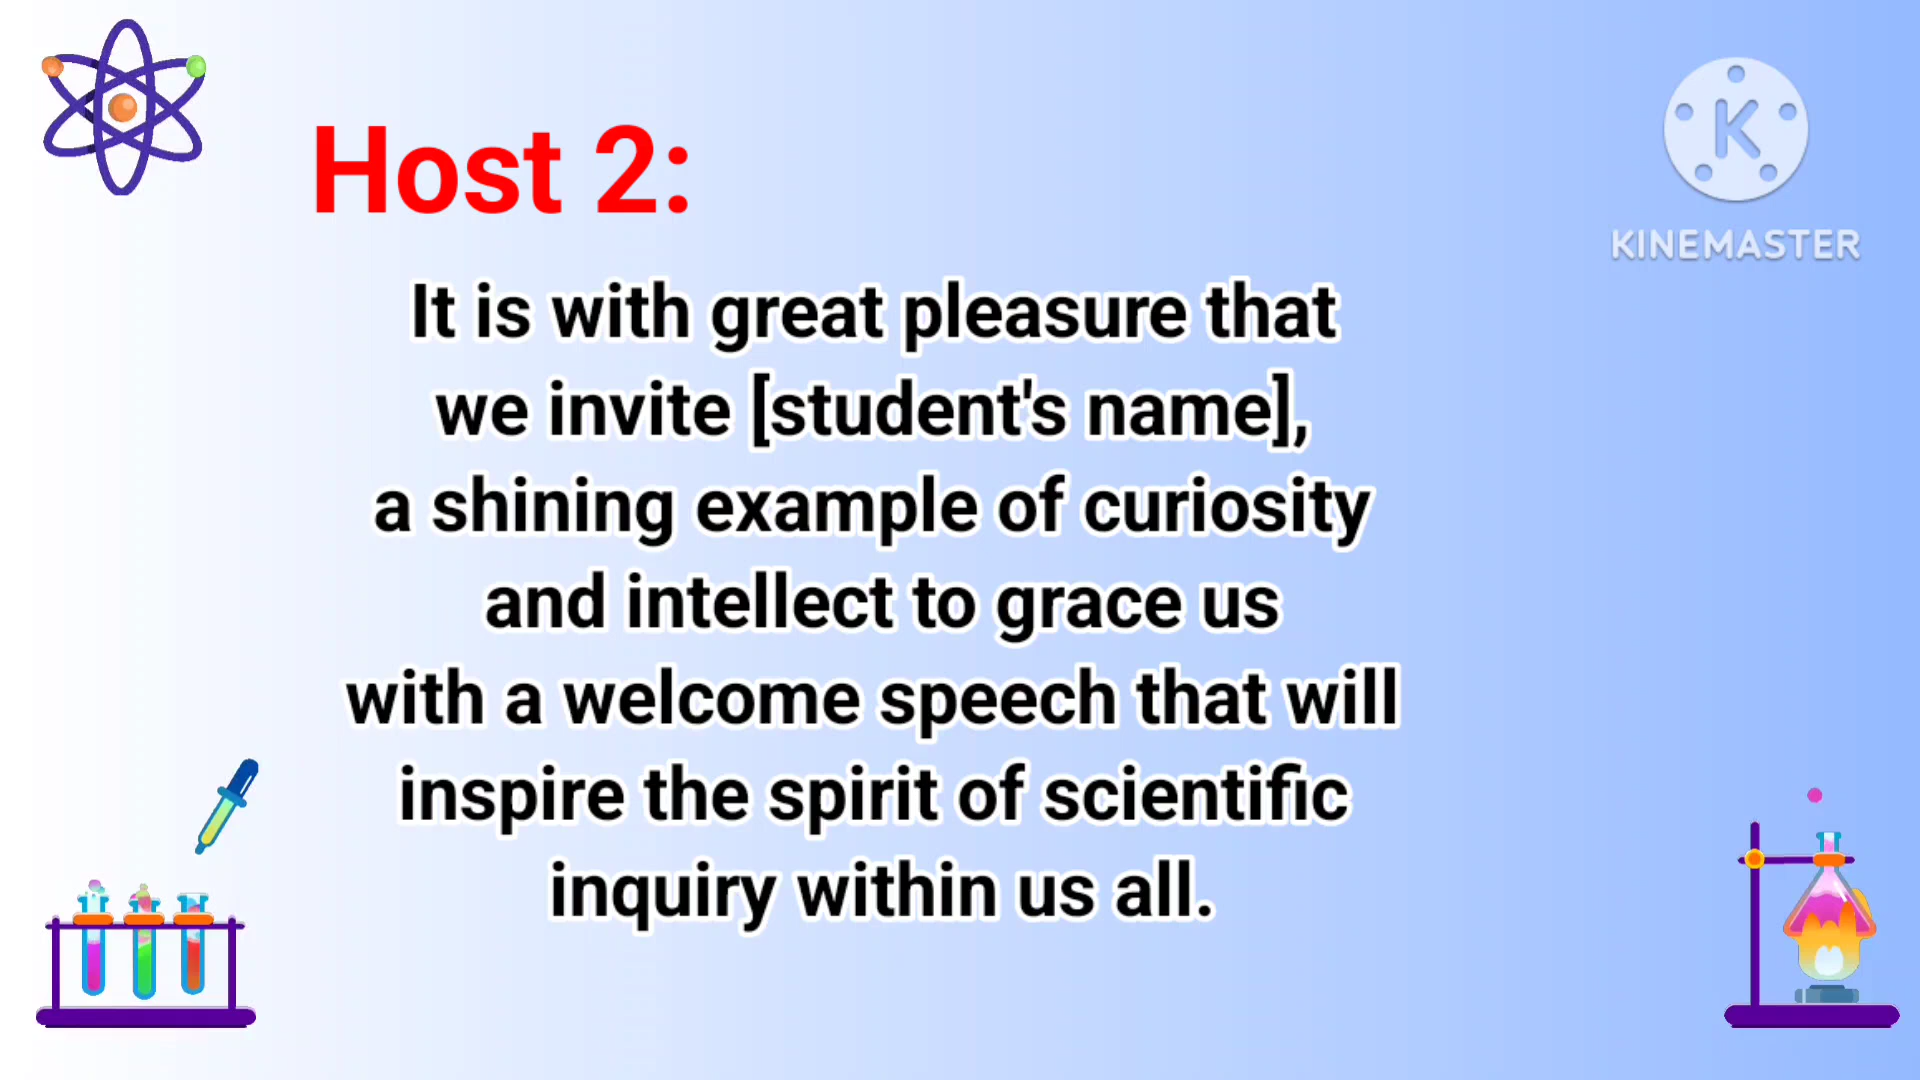 Host 2:
K
KINEMASTER
It is with great pleasure that
we invite [student's name],
a shining example of curiosity
and intellect to grace us
with a welcome speech that will
inspire the spirit of scientific
inquiry within us all.